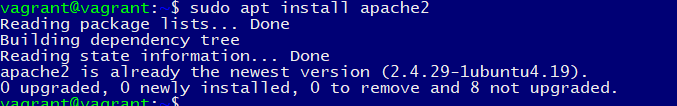 vagrant@vagrant:~$ sudo apt install apache2
Reading package lists... Done
Building dependency tree
Reading state information... Done
apache2 is already the newest version (2.4.29-1ubuntu4.19).
0 upgraded, 0 newly installed, 0 to remove and 8 not upgraded.
vagrant@vagrant:~$